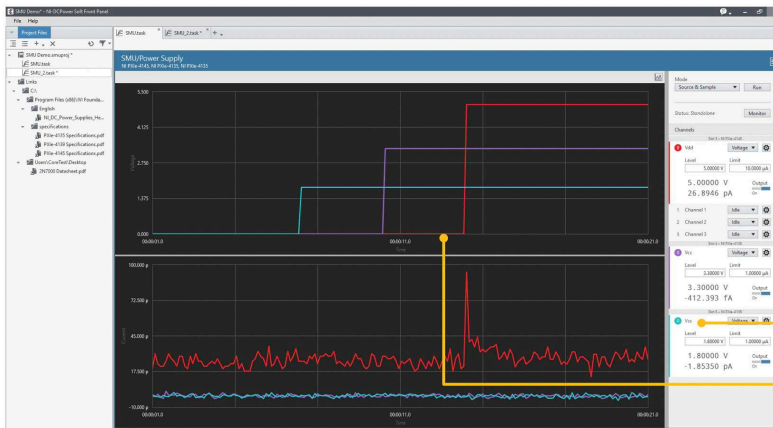 SMU Demo* - NI-DCPower Soft Front Panel
File Help
Project Files
SMU.task
SMU_2.task *
SMU Demo.smuproj *
SMU.task
SMU_2.task *
Links
C:\
Program Files (x86)\NI Founda...
English
NI_DC_Power_Supplies_He...
specifications
PXIe-4135 Specifications.pdf
PXIe-4139 Specifications.pdf
PXIe-4145 Specifications.pdf
Users\CoreTest\Desktop
2N7000 Datasheet.pdf
SMU/Power Supply
NI PXIe-4145, NI PXIe-4135, NI PXIe-4135
5.500
4.125
2.750
1.375
0.000
Voltage
00:00:01.0
00:00:11.0
00:00:21.0
Time
100.000 p
72.500 p
45.000 p
17.500 p
-10.000 p
Current
00:00:01.0
00:00:11.0
00:00:21.0
Time
Mode
Source & Sample
Run
Status: Standalone
Monitor
Channels
Vdd
Voltage
Level
Limit
5.00000 V
10.0000 µA
5.00000 V
Output
26.8946 pA
On
1 Channel 1
Idle
2 Channel 2
Idle
3 Channel 3
Idle
Vcc
Voltage
Level
Limit
3.30000 V
1.00000 µA
3.30000 V
Output
-412.393 fA
On
Voltage
Level
Limit
1.80000 V
1.00000 µA
1.80000 V
Output
-1.85350 pA
On